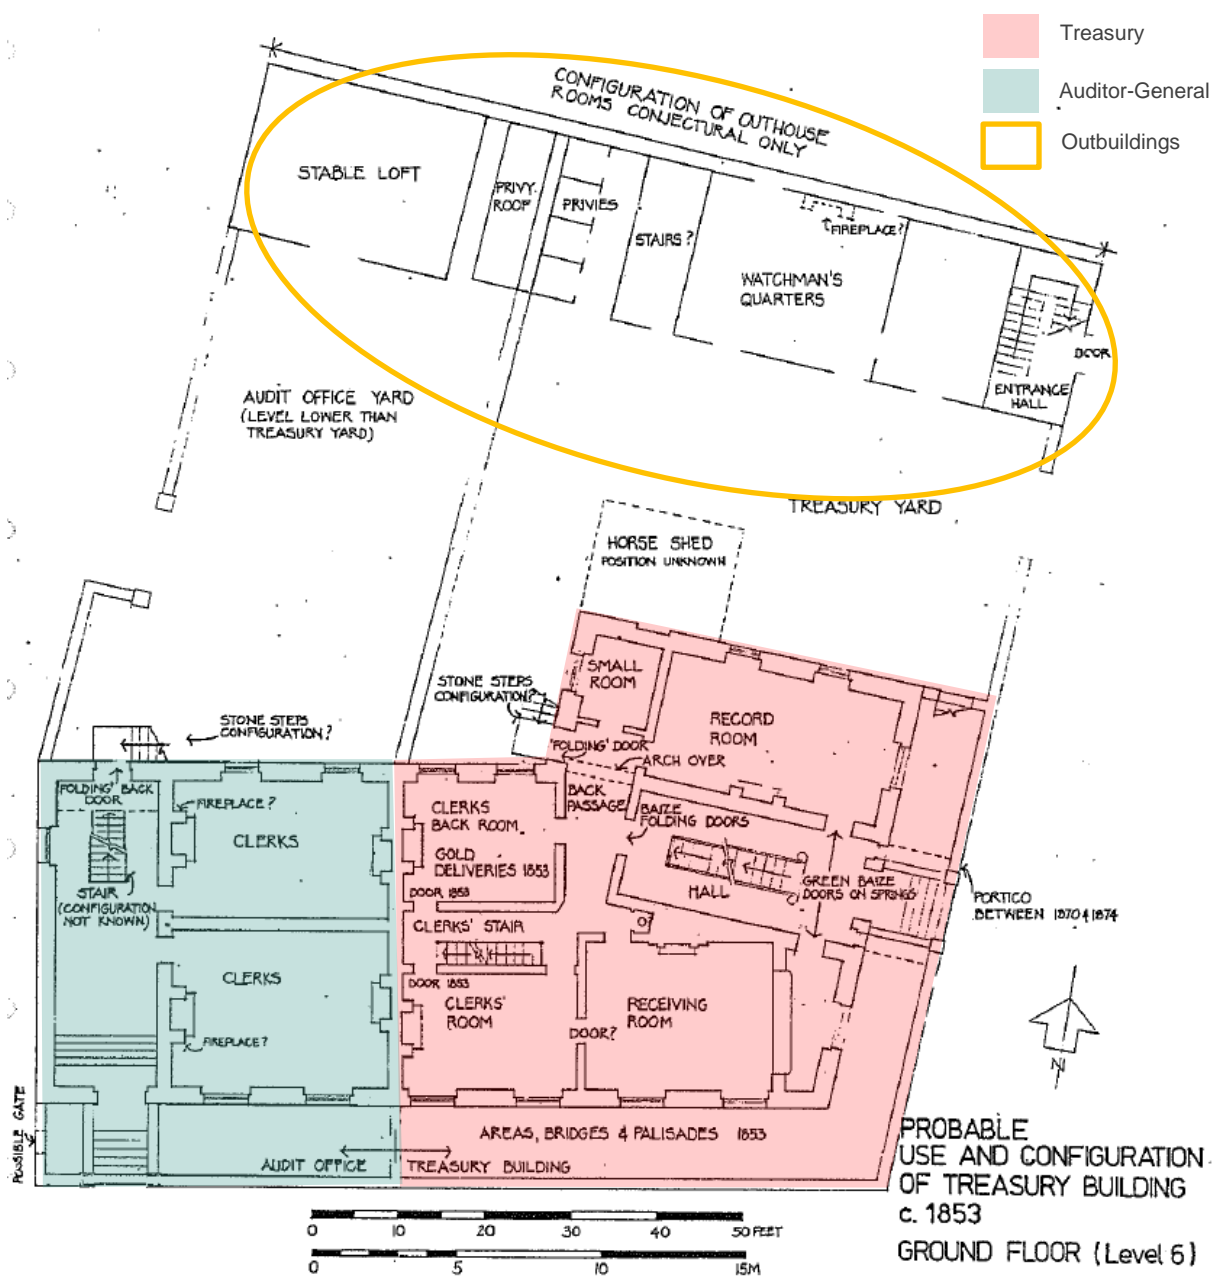 Treasury
Auditor-General
Outbuildings
CONFIGURATION OF OUTHOUSE
ROOMS CONJECTURAL ONLY
STABLE LOFT
PRIVY
ROOF
PRIVIES
STAIRS?
FIREPLACE?
WATCHMAN'S
QUARTERS
DOOR
ENTRANCE
HALL
AUDIT OFFICE YARD
(LEVEL LOWER THAN
TREASURY YARD)
TREASURY YARD
HORSE SHED
POSITION UNKNOWN
STONE STEPS
CONFIGURATION?
SMALL
ROOM
RECORD
ROOM
STONE STEPS
CONFIGURATION?
'FOLDING' DOOR
ARCH OVER
'FOLDING' BACK
DOOR
FIREPLACE?
CLERKS
BACK
PASSAGE
BAIZE
FOLDING DOORS
CLERKS
BACK ROOM
GOLD
DELIVERIES 1853
DOOR 1853
HALL
GREEN BAIZE
DOORS ON SPRINGS
STAIR
(CONFIGURATION
NOT KNOWN)
PORTICO
BETWEEN 1870 & 1874
CLERKS' STAIR
CLERKS
DOOR 1853
CLERKS'
ROOM
RECEIVING
ROOM
DOOR?
FIREPLACE?
N
POSSIBLE GATE
AREAS, BRIDGES & PALISADES 1853
AUDIT OFFICE
TREASURY BUILDING
PROBABLE
USE AND CONFIGURATION
OF TREASURY BUILDING
c. 1853
GROUND FLOOR (Level 6)
0 10 20 30 40 50 FEET
0 5 10 15M